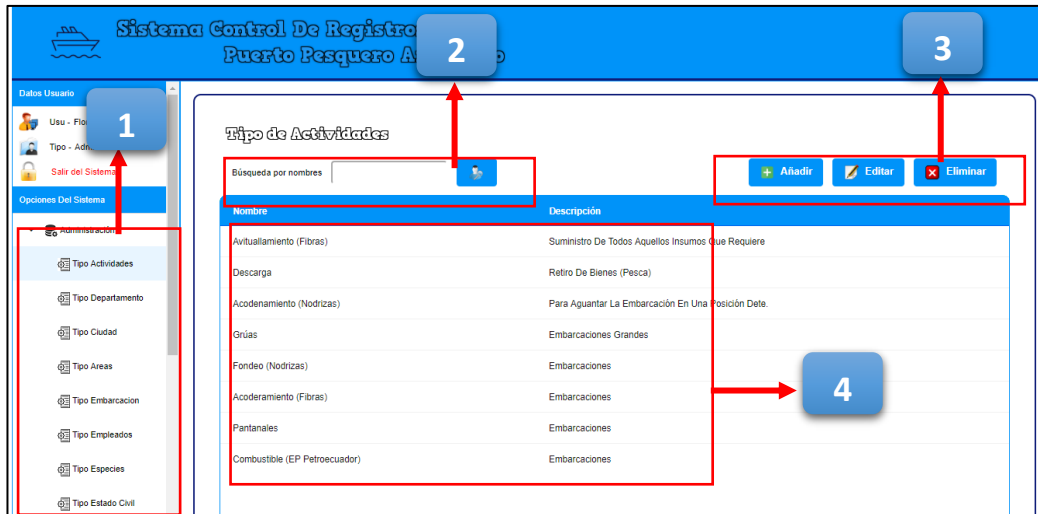 Sistema Control De Registro
Puerto Pesquero
2
3
Datos Usuario
1
Usu - Flo
Tipo - Adm
Salir del Sistema
Opciones Del Sistema
Administración
Tipo Actividades
Tipo Departamento
Tipo Ciudad
Tipo Areas
Tipo Embarcacion
Tipo Empleados
Tipo Especies
Tipo Estado Civil
Tipo de Actividades
Búsqueda por nombres
Añadir Editar Eliminar
Nombre Descripción
Avituallamiento (Fibras) Suministro De Todos Aquellos Insumos Que Requiere
Descarga Retiro De Bienes (Pesca)
Acodenamiento (Nodrizas) Para Aguantar La Embarcación En Una Posición Dete.
Grúas Embarcaciones Grandes
Fondeo (Nodrizas) Embarcaciones
Acoderamiento (Fibras) Embarcaciones
Pantanales Embarcaciones
Combustible (EP Petroecuador) Embarcaciones
4